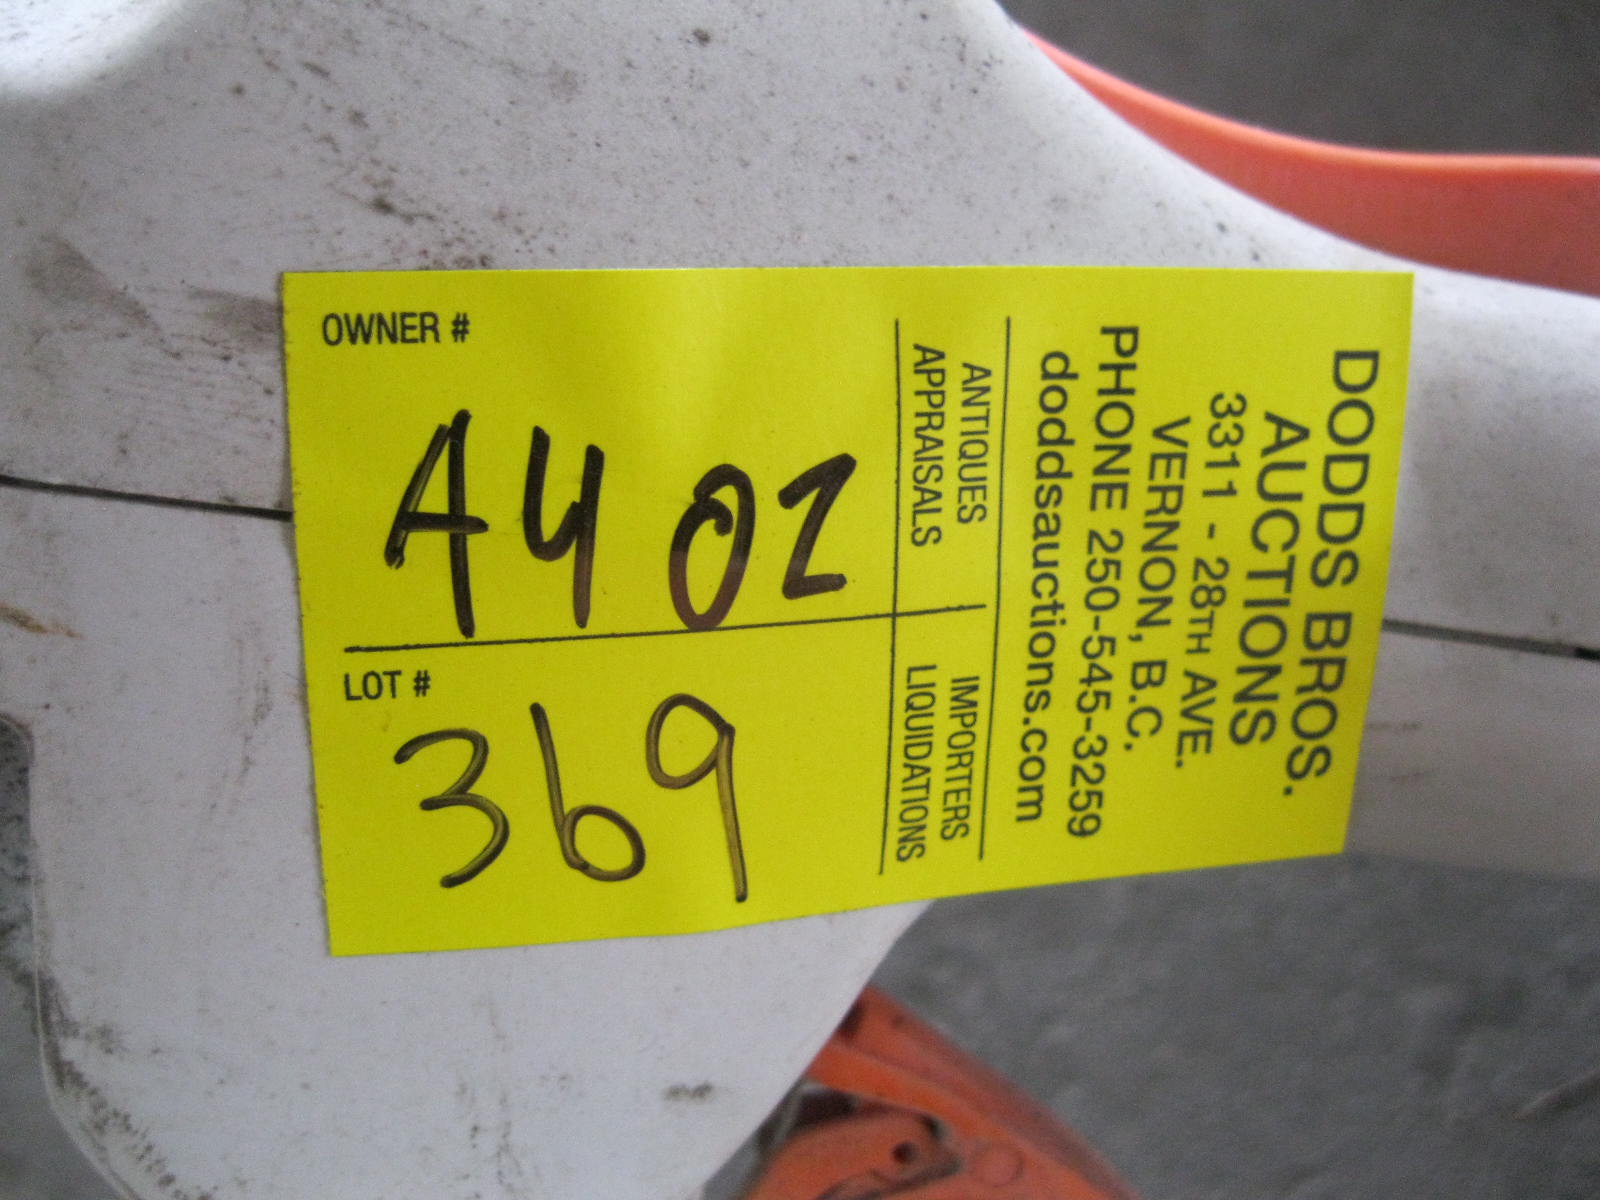 DODDS BROS.
AUCTIONS
3311 - 28TH AVE.
VERNON, B.C.
PHONE 250-545-3259
doddsauctions.com
ANTIQUES
APPRAISALS
IMPORTERS
LIQUIDATIONS
OWNER #
A402
LOT #
369